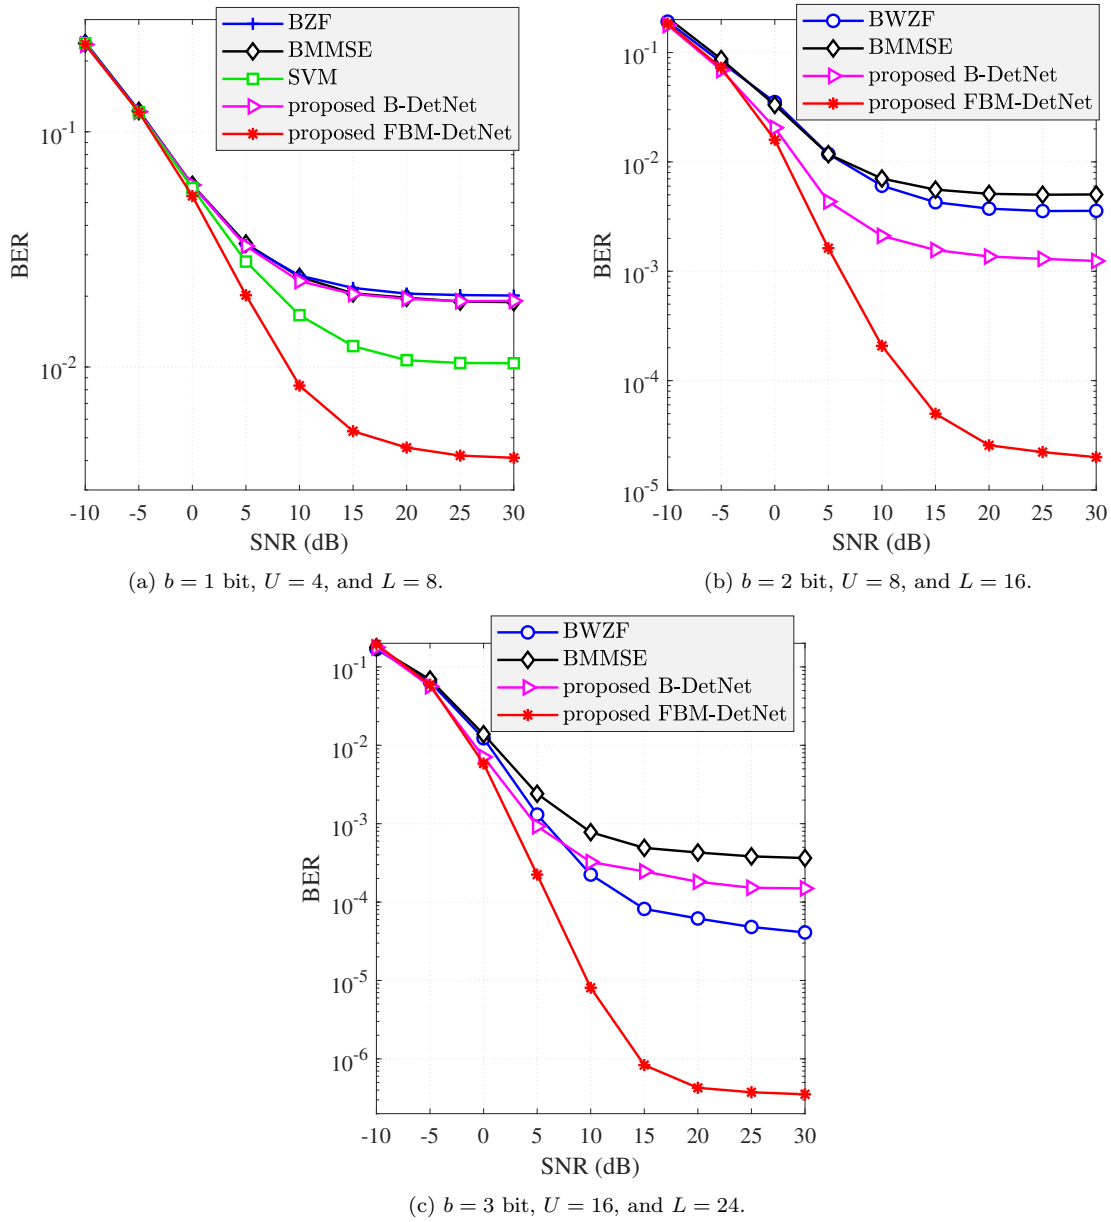 BZF
BMMSE
SVM
proposed B-DetNet
proposed FBM-DetNet
10^-1
10^-2
BER
-10 -5 0 5 10 15 20 25 30
SNR (dB)
(a) b = 1 bit, U = 4, and L = 8.
BWZF
BMMSE
proposed B-DetNet
proposed FBM-DetNet
10^-1
10^-2
10^-3
10^-4
10^-5
BER
-10 -5 0 5 10 15 20 25 30
SNR (dB)
(b) b = 2 bit, U = 8, and L = 16.
BWZF
BMMSE
proposed B-DetNet
proposed FBM-DetNet
10^-1
10^-2
10^-3
10^-4
10^-5
10^-6
BER
-10 -5 0 5 10 15 20 25 30
SNR (dB)
(c) b = 3 bit, U = 16, and L = 24.